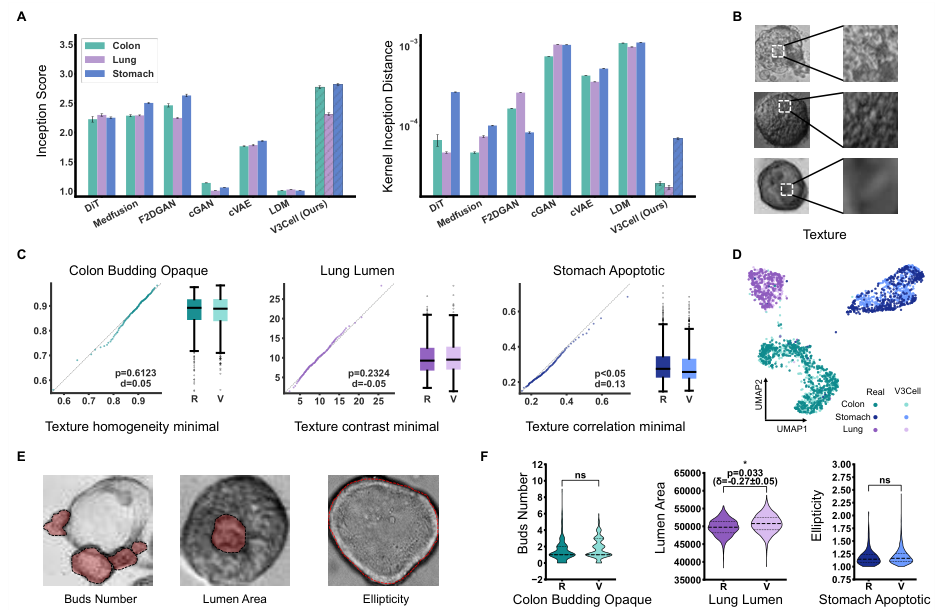 A
Inception Score
3.5
3.0
2.5
2.0
1.5
1.0
Colon
Lung
Stomach
DiT
Medfusion
F2DGAN
cGAN
cVAE
LDM
V3Cell (Ours)
Kernel Inception Distance
10⁻³
10⁻⁴
DiT
Medfusion
F2DGAN
cGAN
cVAE
LDM
V3Cell (Ours)
B
Texture
C
Colon Budding Opaque
0.9
0.8
0.7
0.6
0.6
0.7
0.8
0.9
p=0.6123
d=0.05
R
V
Texture homogeneity minimal
Lung Lumen
25
20
15
10
5
5
10
15
20
25
p=0.2324
d=-0.05
R
V
Texture contrast minimal
Stomach Apoptotic
0.6
0.4
0.2
0.2
0.4
0.6
p<0.05
d=0.13
R
V
Texture correlation minimal
D
UMAP2
UMAP1
Real
V3Cell
Colon
Stomach
Lung
E
Buds Number
Lumen Area
Ellipticity
F
Buds Number
12
10
8
6
4
2
0
−2
ns
R
V
Colon Budding Opaque
Lumen Area
65000
60000
55000
50000
45000
40000
35000
*
p=0.033
(δ=-0.27±0.05)
R
V
Lung Lumen
Ellipticity
3.00
2.75
2.50
2.25
2.00
1.75
1.50
1.25
1.00
0.75
ns
R
V
Stomach Apoptotic